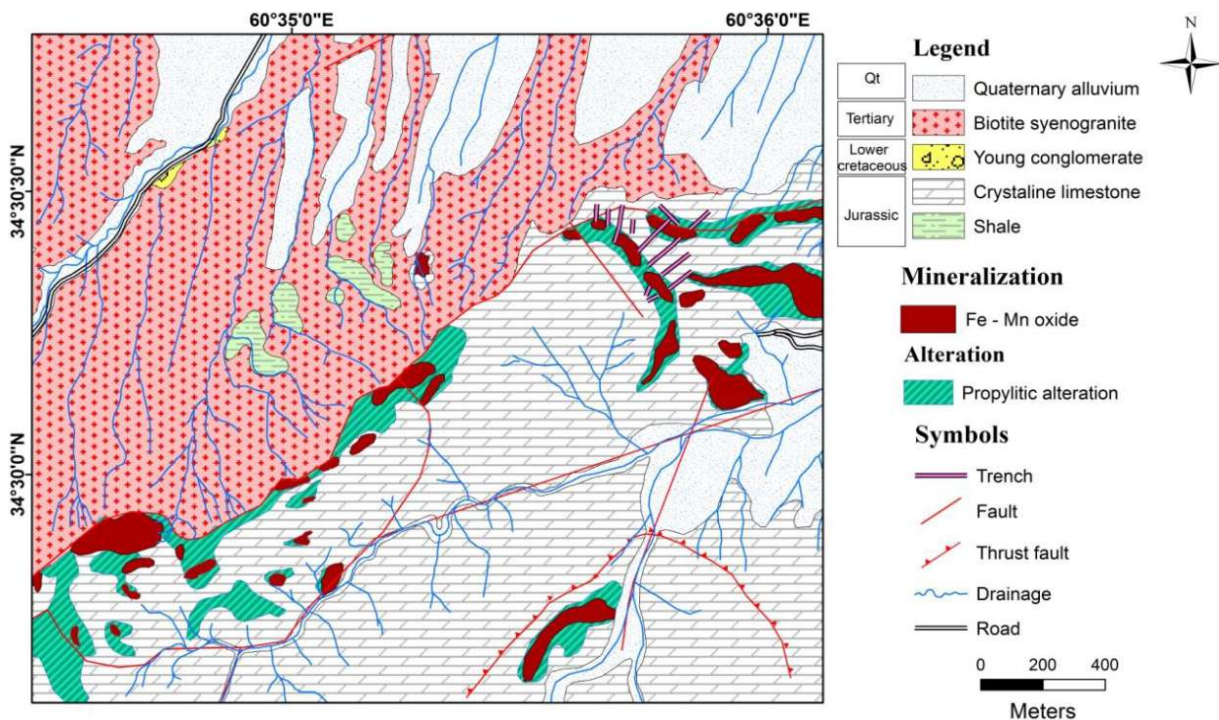 60°35'0"E
60°36'0"E
34°30'30"N
34°30'0"N
N
Legend
Qt
Quaternary alluvium
Tertiary
Biotite syenogranite
Lower
cretaceous
Young conglomerate
Jurassic
Crystaline limestone
Shale
Mineralization
Fe - Mn oxide
Alteration
Propylitic alteration
Symbols
Trench
Fault
Thrust fault
Drainage
Road
0 200 400
Meters